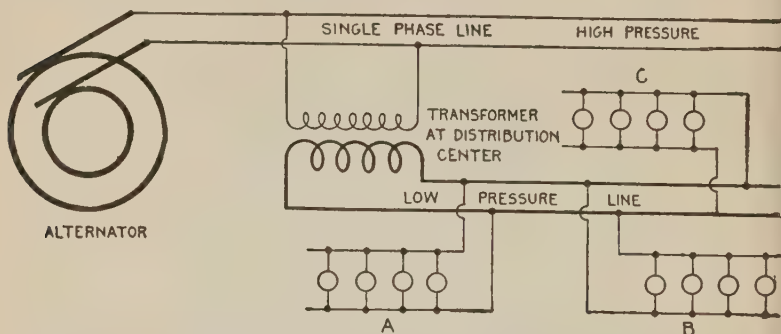 SINGLE PHASE LINE HIGH PRESSURE
C
TRANSFORMER
AT DISTRIBUTION
CENTER
LOW PRESSURE LINE
ALTERNATOR
A
B